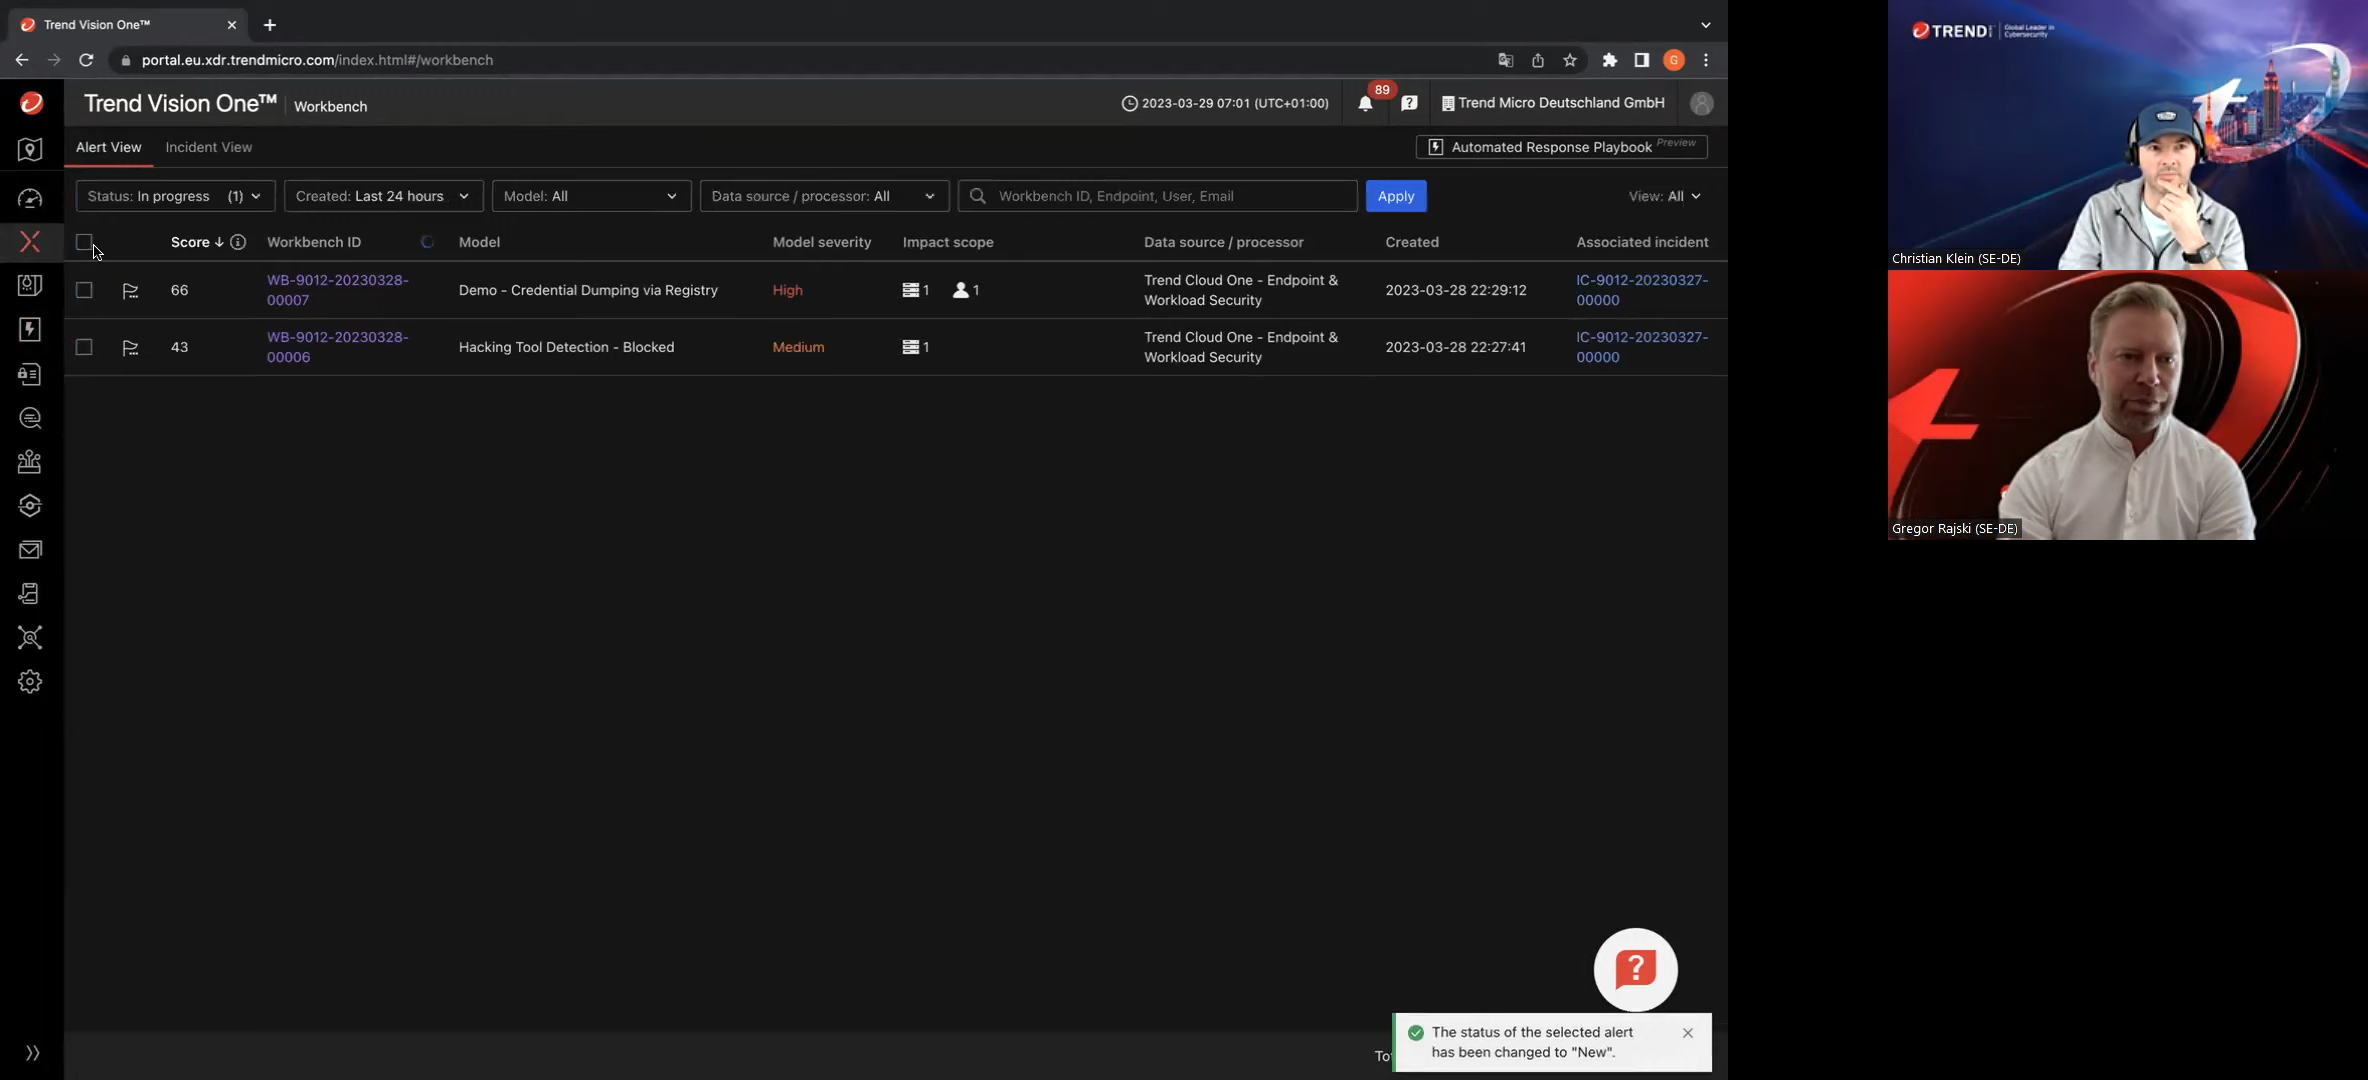 Trend Vision One™
portal.eu.xdr.trendmicro.com/index.html#/workbench
G
Trend Vision One™ Workbench
2023-03-29 07:01 (UTC+01:00)
89
Trend Micro Deutschland GmbH
Alert View Incident View
Automated Response Playbook Preview
Status: In progress (1)
Created: Last 24 hours
Model: All
Data source / processor: All
Workbench ID, Endpoint, User, Email
Apply
View: All
Score Workbench ID Model Model severity Impact scope Data source / processor Created Associated incident
66
WB-9012-20230328-
00007
Demo - Credential Dumping via Registry
High
1 1
Trend Cloud One - Endpoint &
Workload Security
2023-03-28 22:29:12
IC-9012-20230327-
00000
43
WB-9012-20230328-
00006
Hacking Tool Detection - Blocked
Medium
1
Trend Cloud One - Endpoint &
Workload Security
2023-03-28 22:27:41
IC-9012-20230327-
00000
?
The status of the selected alert
has been changed to "New".
TREND
Global Leader in
Cybersecurity
Christian Klein (SE-DE)
Gregor Rajski (SE-DE)